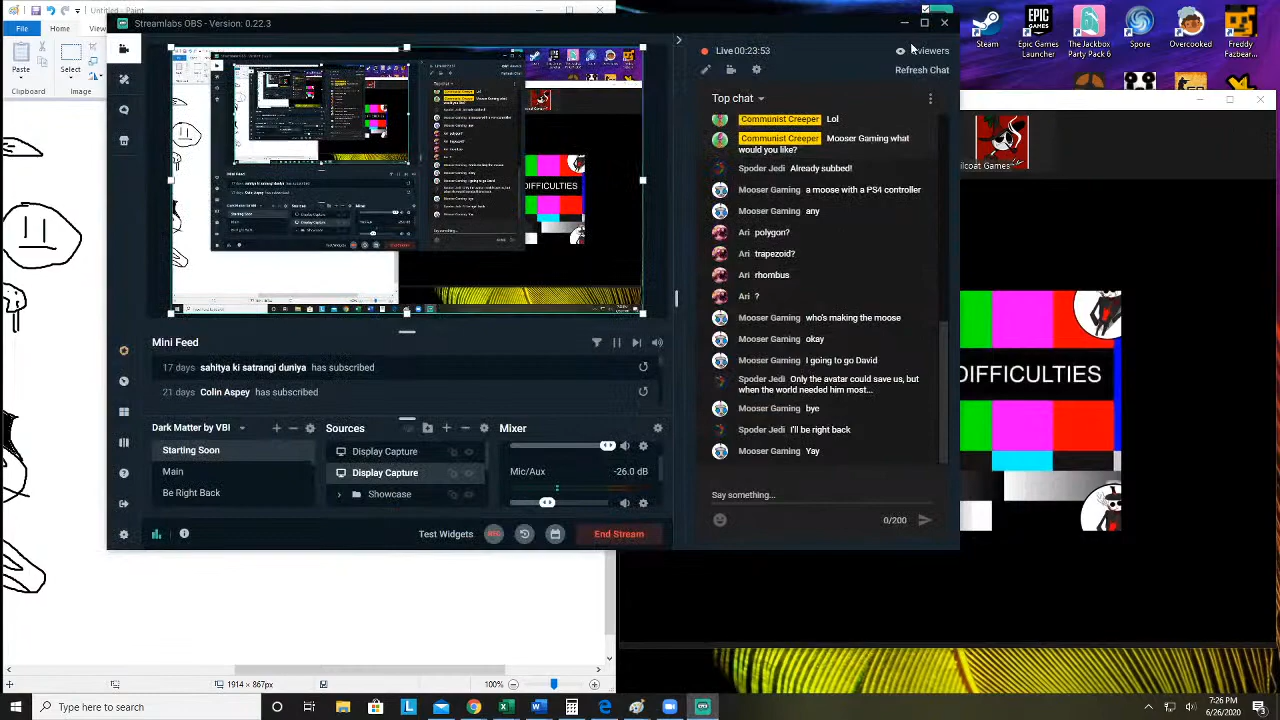 Untitled - Paint
File
Home
View
Paste
Select
Clipboard
Image
Streamlabs OBS - Version: 0.22.3
Steam
Epic Games Launcher
The Jackbox Party Pack
Spore
Overcooked
Freddy Fazbear
Live 00:23:53
Viewers
Refresh Chat
Top chat
Communist Creeper Lol
Communist Creeper Mooser Gaming what
would you like?
Spoder Jedi Already subbed!
Mooser Gaming a moose with a PS4 controller
Mooser Gaming any
Ari polygon?
Ari trapezoid?
Ari rhombus
Ari ?
Mooser Gaming who's making the moose
Mooser Gaming okay
Mooser Gaming I going to go David
Spoder Jedi Only the avatar could save us, but
when the world needed him most...
Mooser Gaming bye
Spoder Jedi i'll be right back
Mooser Gaming Yay
Say something...
0/200
ilcoat Games
DIFFICULTIES
DIFFICULTIES
Mini Feed
17 days sahitya ki satrangi duniya has subscribed
21 days Colin Aspey has subscribed
Dark Matter by VBI
Starting Soon
Main
Be Right Back
Sources
Display Capture
Display Capture
Showcase
Mixer
Mic/Aux
-26.0 dB
Test Widgets
REC
End Stream
1914 × 867px
100%
Type here to search
7:26 PM
6/26/2020